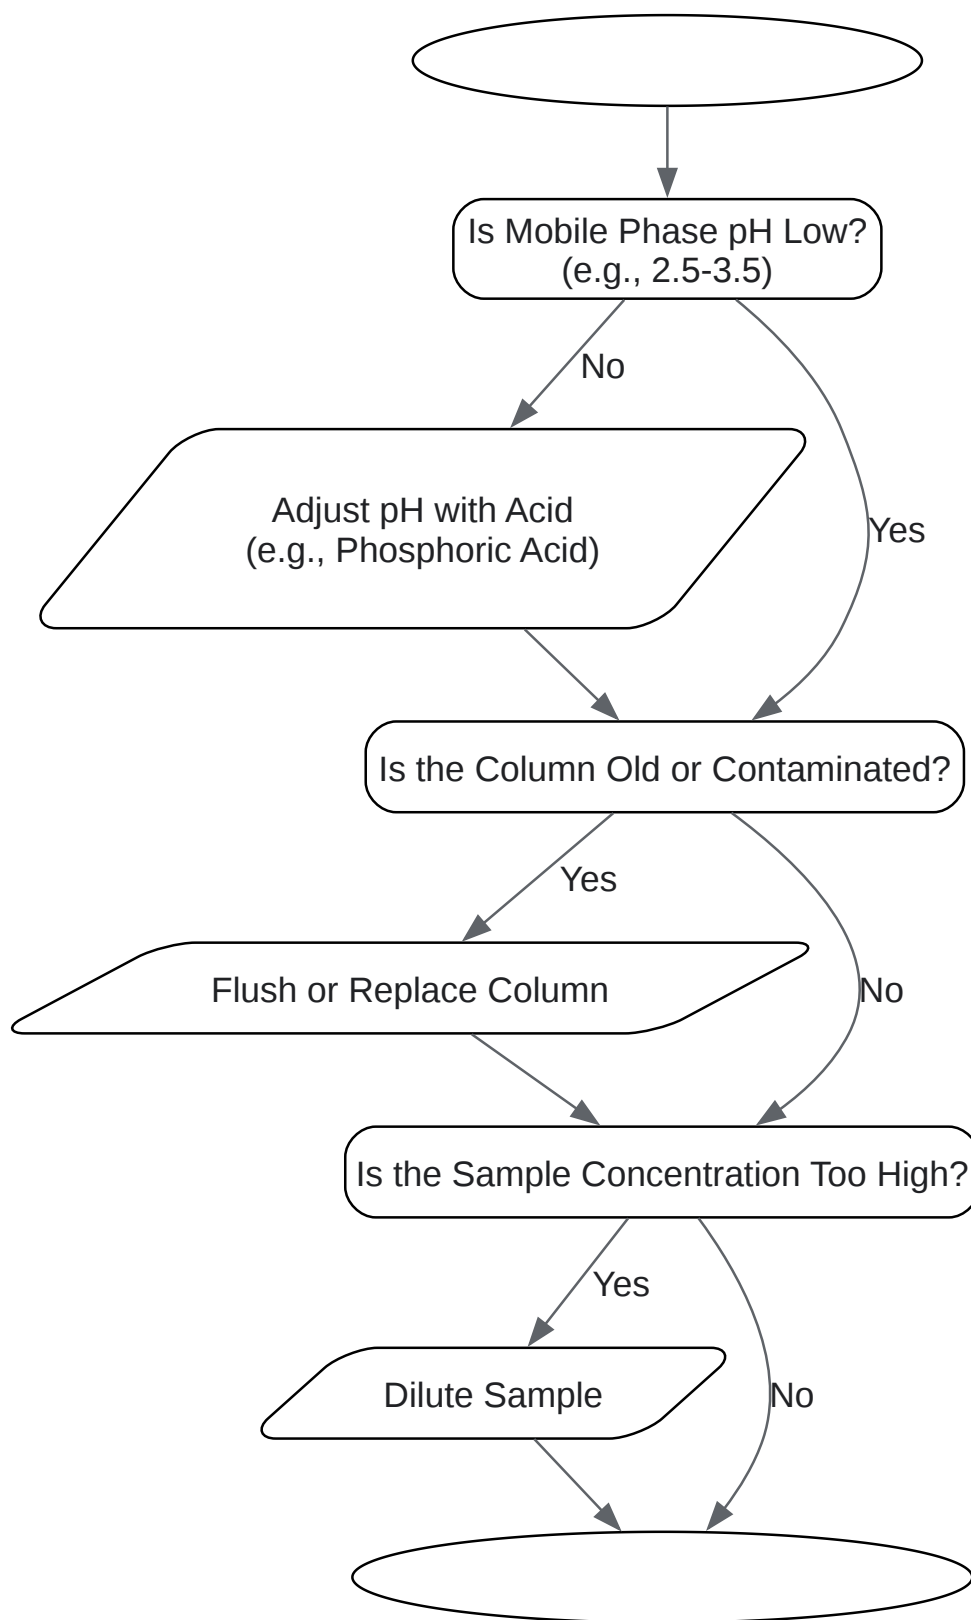 Is Mobile Phase pH Low?
(e.g., 2.5-3.5)
No
Adjust pH with Acid
(e.g., Phosphoric Acid)
Yes
Is the Column Old or Contaminated?
Yes
Flush or Replace Column
No
Is the Sample Concentration Too High?
Yes
Dilute Sample
No